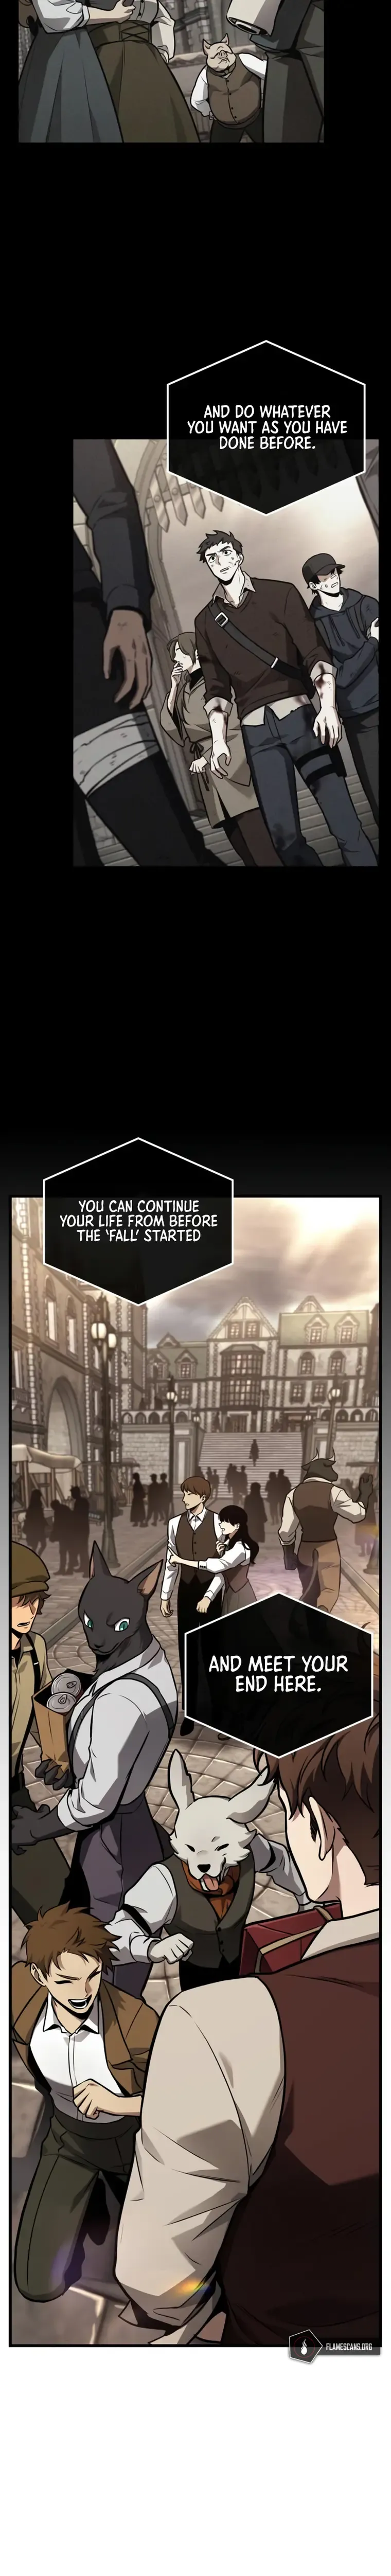 AND DO WHATEVER
YOU WANT AS YOU HAVE
DONE BEFORE.
YOU CAN CONTINUE
YOUR LIFE FROM BEFORE
THE 'FALL' STARTED
AND MEET YOUR
END HERE.
FLAMESCANS.ORG